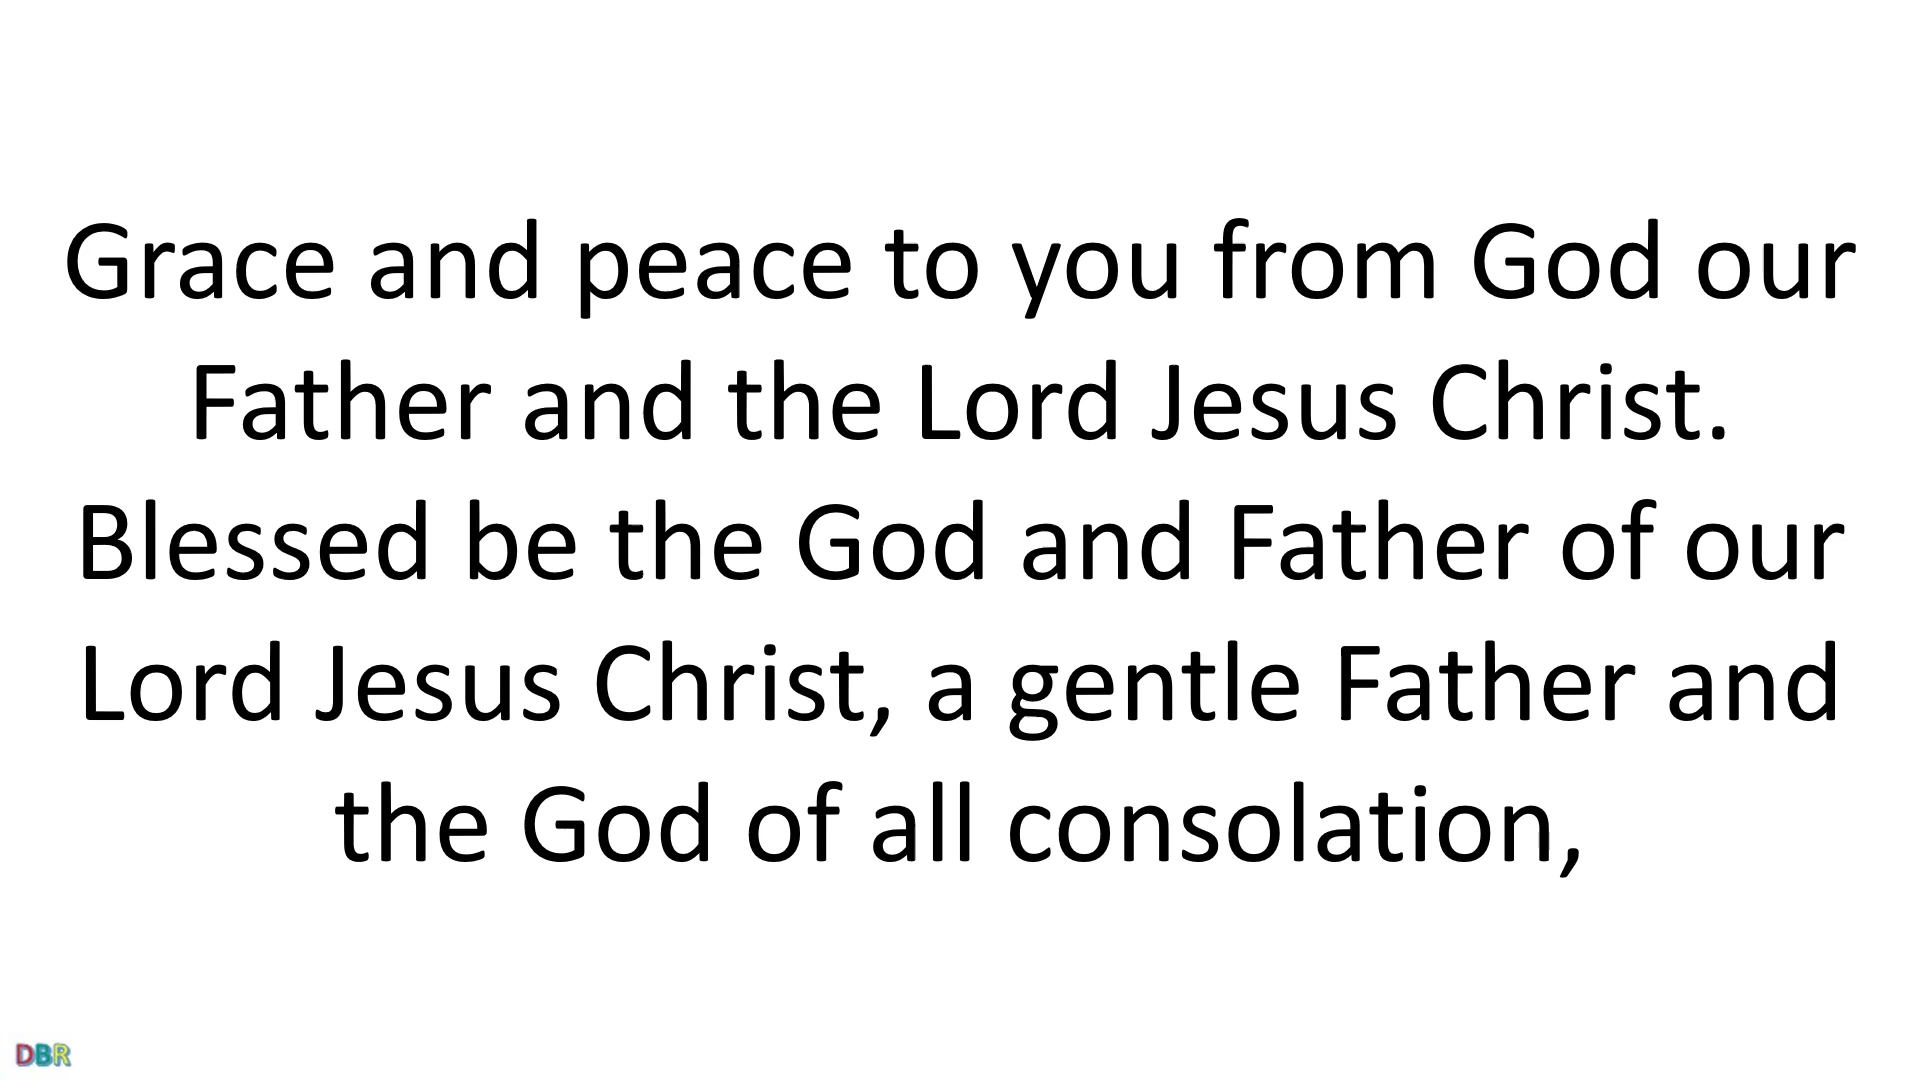 Grace and peace to you from God our
Father and the Lord Jesus Christ.
Blessed be the God and Father of our
Lord Jesus Christ, a gentle Father and
the God of all consolation,
DBR